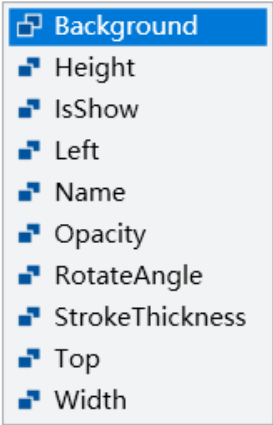 Background
Height
IsShow
Left
Name
Opacity
RotateAngle
StrokeThickness
Top
Width